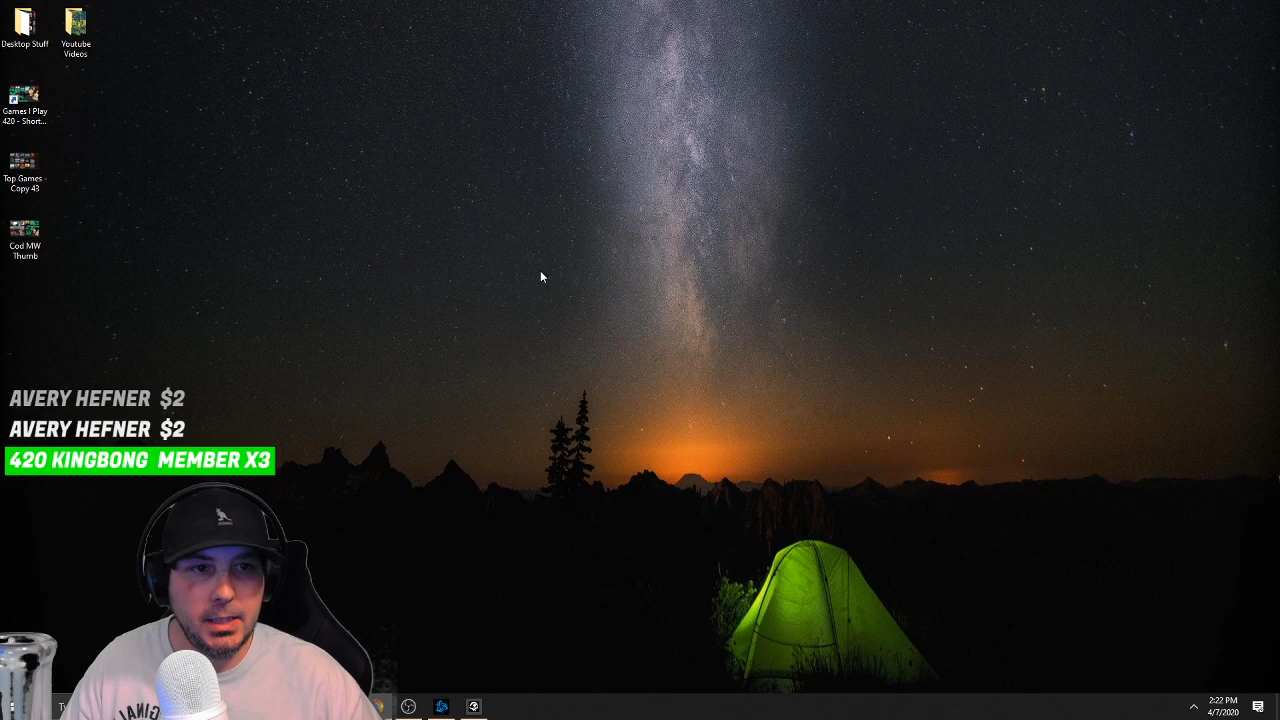 Desktop Stuff
Youtube
Videos
Games I Play
420 - Short...
Top Games -
Copy 43
Cod MW
Thumb
AVERY HEFNER $2
AVERY HEFNER $2
420 KINGBONG MEMBER X3
Ty
2:22 PM
4/7/2020